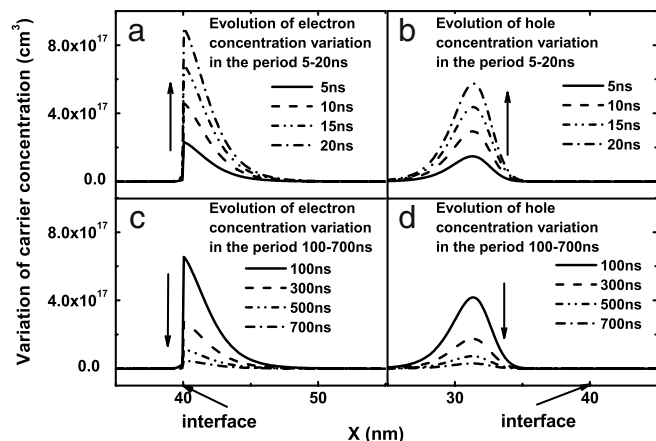 Variation of carrier concentration (cm³)
8.0x10¹⁷
4.0x10¹⁷
0.0
8.0x10¹⁷
4.0x10¹⁷
0.0
a
Evolution of electron
concentration variation
in the period 5-20ns
5ns
10ns
15ns
20ns
b
Evolution of hole
concentration variation
in the period 5-20ns
5ns
10ns
15ns
20ns
c
Evolution of electron
concentration variation
in the period 100-700ns
100ns
300ns
500ns
700ns
d
Evolution of hole
concentration variation
in the period 100-700ns
100ns
300ns
500ns
700ns
40 50 30 40
interface interface
X (nm)